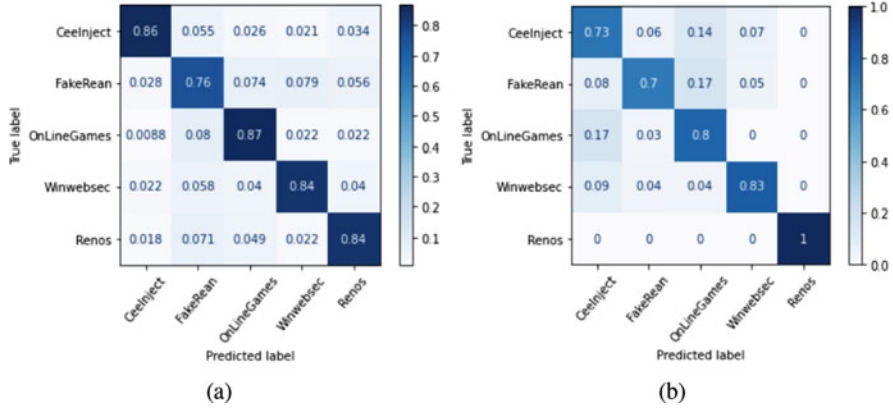 CeeInject 0.86 0.055 0.026 0.021 0.034
FakeRean 0.028 0.76 0.074 0.079 0.056
OnLineGames 0.0088 0.08 0.87 0.022 0.022
Winwebsec 0.022 0.058 0.04 0.84 0.04
Renos 0.018 0.071 0.049 0.022 0.84
True label
CeeInject FakeRean OnLineGames Winwebsec Renos
Predicted label
0.8
0.7
0.6
0.5
0.4
0.3
0.2
0.1
(a)
CeeInject 0.73 0.06 0.14 0.07 0
FakeRean 0.08 0.7 0.17 0.05 0
OnLineGames 0.17 0.03 0.8 0 0
Winwebsec 0.09 0.04 0.04 0.83 0
Renos 0 0 0 0 1
True label
CeeInject FakeRean OnLineGames Winwebsec Renos
Predicted label
1.0
0.8
0.6
0.4
0.2
0.0
(b)